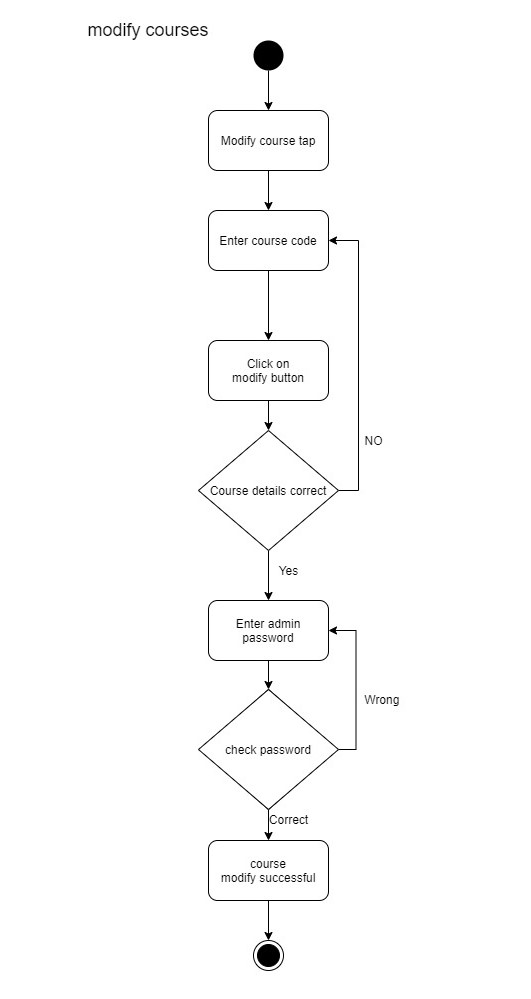 modify courses
Modify course tap
Enter course code
Click on
modify button
NO
Course details correct
Yes
Enter admin
password
Wrong
check password
Correct
course
modify successful